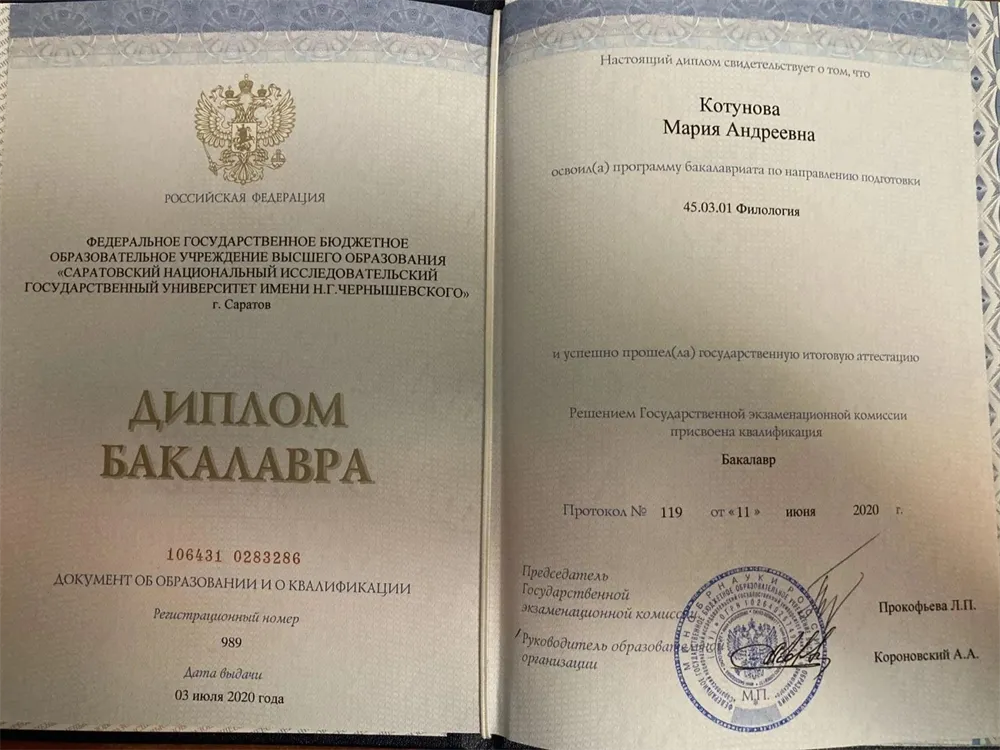 РОССИЙСКАЯ ФЕДЕРАЦИЯ
ФЕДЕРАЛЬНОЕ ГОСУДАРСТВЕННОЕ БЮДЖЕТНОЕ
ОБРАЗОВАТЕЛЬНОЕ УЧРЕЖДЕНИЕ ВЫСШЕГО ОБРАЗОВАНИЯ
«САРАТОВСКИЙ НАЦИОНАЛЬНЫЙ ИССЛЕДОВАТЕЛЬСКИЙ
ГОСУДАРСТВЕННЫЙ УНИВЕРСИТЕТ ИМЕНИ Н.Г.ЧЕРНЫШЕВСКОГО»
г. Саратов
ДИПЛОМ
БАКАЛАВРА
106431 0283286
ДОКУМЕНТ ОБ ОБРАЗОВАНИИ И О КВАЛИФИКАЦИИ
Регистрационный номер
989
Дата выдачи
03 июля 2020 года
Настоящий диплом свидетельствует о том, что
Котунова
Мария Андреевна
освоил(а) программу бакалавриата по направлению подготовки
45.03.01 Филология
и успешно прошел(ла) государственную итоговую аттестацию
Решением Государственной экзаменационной комиссии
присвоена квалификация
Бакалавр
Протокол № 119 от «11» июня 2020 г.
Председатель
Государственной
экзаменационной комиссии
Прокофьева Л.П.
Руководитель образовательной
организации
Короновский А.А.
М.П.